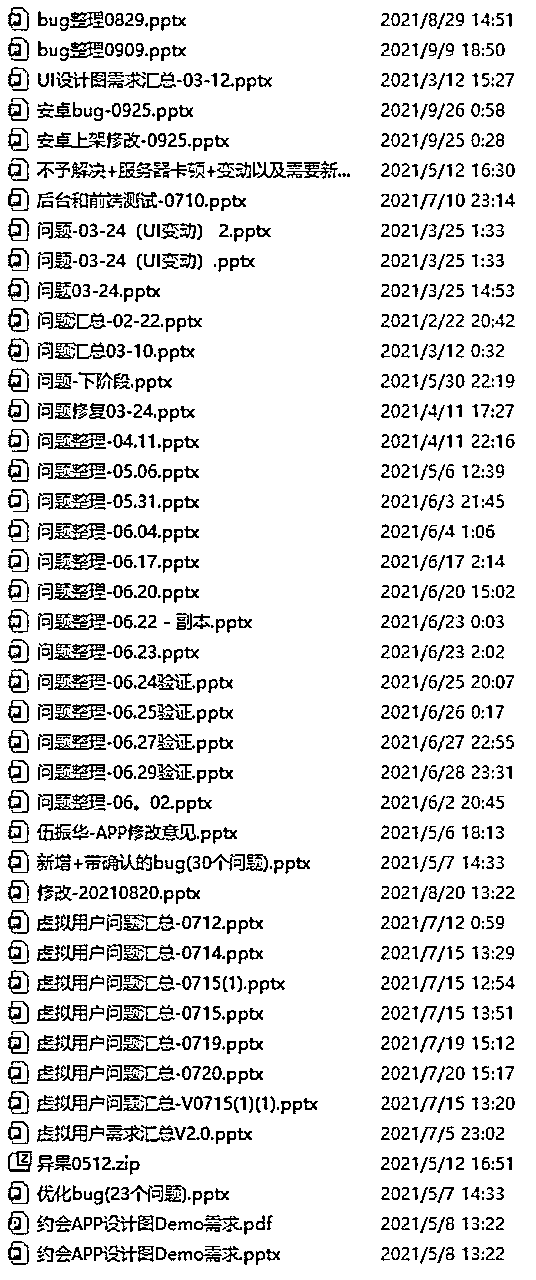 bug整理0829.pptx 2021/8/29 14:51
bug整理0909.pptx 2021/9/9 18:50
UI设计图需求汇总-03-12.pptx 2021/3/12 15:27
安卓bug-0925.pptx 2021/9/26 0:58
安卓上架修改-0925.pptx 2021/9/25 0:28
不予解决+服务器卡顿+变动以及需要新... 2021/5/12 16:30
后台和前端测试-0710.pptx 2021/7/10 23:14
问题-03-24（UI变动） 2.pptx 2021/3/25 1:33
问题-03-24（UI变动）.pptx 2021/3/25 1:33
问题03-24.pptx 2021/3/25 14:53
问题汇总-02-22.pptx 2021/2/22 20:42
问题汇总03-10.pptx 2021/3/12 0:32
问题-下阶段.pptx 2021/5/30 22:19
问题修复03-24.pptx 2021/4/11 17:27
问题整理-04.11.pptx 2021/4/11 22:16
问题整理-05.06.pptx 2021/5/6 12:39
问题整理-05.31.pptx 2021/6/3 21:45
问题整理-06.04.pptx 2021/6/4 1:06
问题整理-06.17.pptx 2021/6/17 2:14
问题整理-06.20.pptx 2021/6/20 15:02
问题整理-06.22 - 副本.pptx 2021/6/23 0:03
问题整理-06.23.pptx 2021/6/23 2:02
问题整理-06.24验证.pptx 2021/6/25 20:07
问题整理-06.25验证.pptx 2021/6/26 0:17
问题整理-06.27验证.pptx 2021/6/27 22:55
问题整理-06.29验证.pptx 2021/6/28 23:31
问题整理-06。02.pptx 2021/6/2 20:45
伍振华-APP修改意见.pptx 2021/5/6 18:13
新增+带确认的bug(30个问题).pptx 2021/5/7 14:33
修改-20210820.pptx 2021/8/20 13:22
虚拟用户问题汇总-0712.pptx 2021/7/12 0:59
虚拟用户问题汇总-0714.pptx 2021/7/15 13:29
虚拟用户问题汇总-0715(1).pptx 2021/7/15 12:54
虚拟用户问题汇总-0715.pptx 2021/7/15 13:51
虚拟用户问题汇总-0719.pptx 2021/7/19 15:12
虚拟用户问题汇总-0720.pptx 2021/7/20 15:17
虚拟用户问题汇总-V0715(1)(1).pptx 2021/7/15 13:20
虚拟用户需求汇总V2.0.pptx 2021/7/5 23:02
异果0512.zip 2021/5/12 16:51
优化bug(23个问题).pptx 2021/5/7 14:33
约会APP设计图Demo需求.pdf 2021/5/8 13:22
约会APP设计图Demo需求.pptx 2021/5/8 13:22